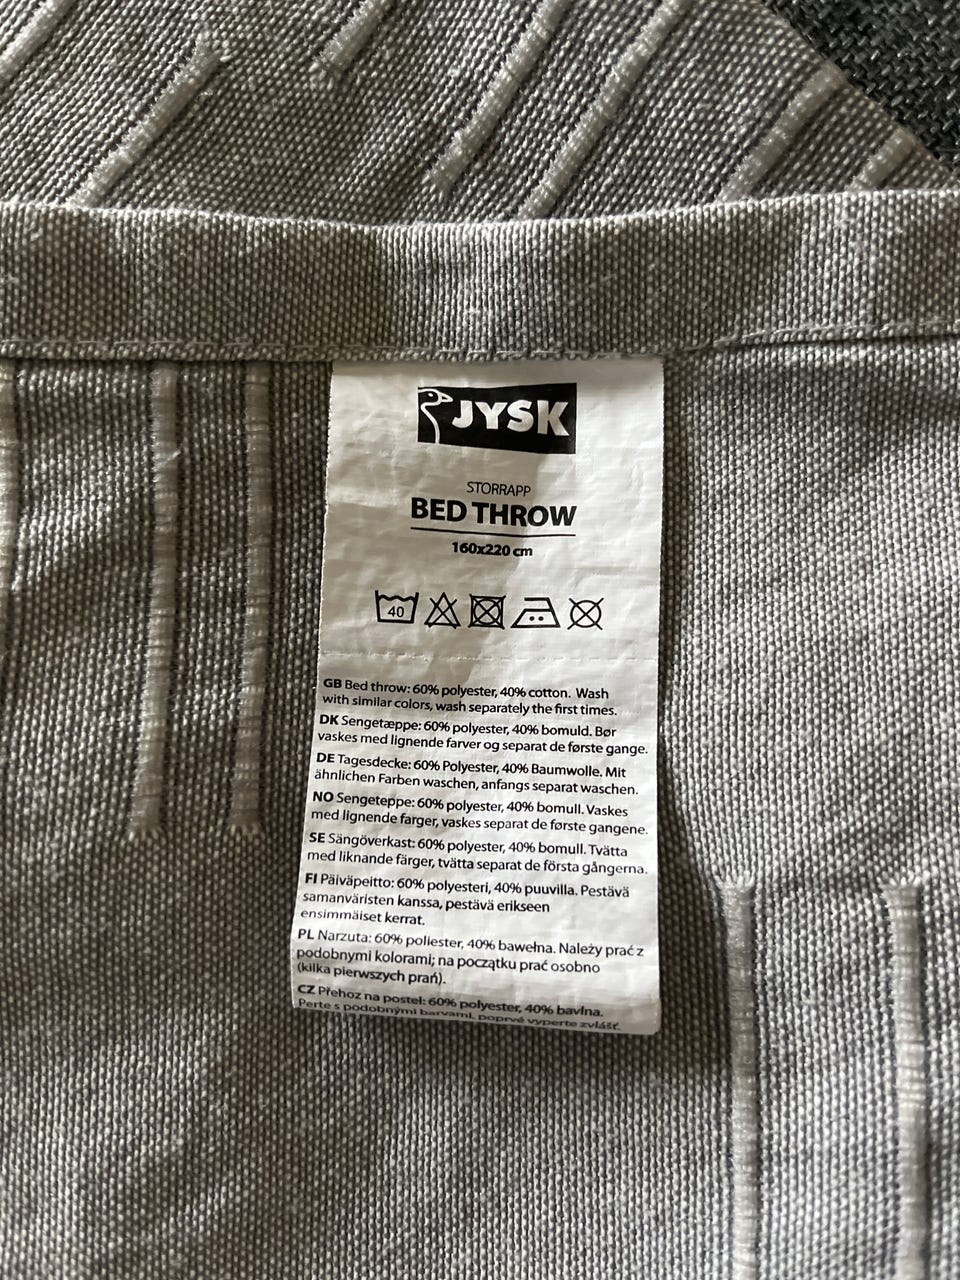 JYSK
STORRAPP
BED THROW
160x220 cm
40
GB Bed throw: 60% polyester, 40% cotton. Wash
with similar colors, wash separately the first times.
DK Sengetæppe: 60% polyester, 40% bomuld. Bør
vaskes med lignende farver og separat de første gange.
DE Tagesdecke: 60% Polyester, 40% Baumwolle. Mit
ähnlichen Farben waschen, anfangs separat waschen.
NO Sengeteppe: 60% polyester, 40% bomull. Vaskes
med lignende farger, vaskes separat de første gangene.
SE Sängöverkast: 60% polyester, 40% bomull. Tvätta
med liknande färger, tvätta separat de första gångerna.
FI Päiväpeitto: 60% polyesteri, 40% puuvilla. Pestävä
samanväristen kanssa, pestävä erikseen
ensimmäiset kerrat.
PL Narzuta: 60% poliester, 40% bawełna. Należy prać z
podobnymi kolorami; na początku prać osobno
(kilka pierwszych prań).
CZ Přehoz na postel: 60% polyester, 40% bavlna.
Perte s podobnými barvami, poprvé vyperte zvlášť.